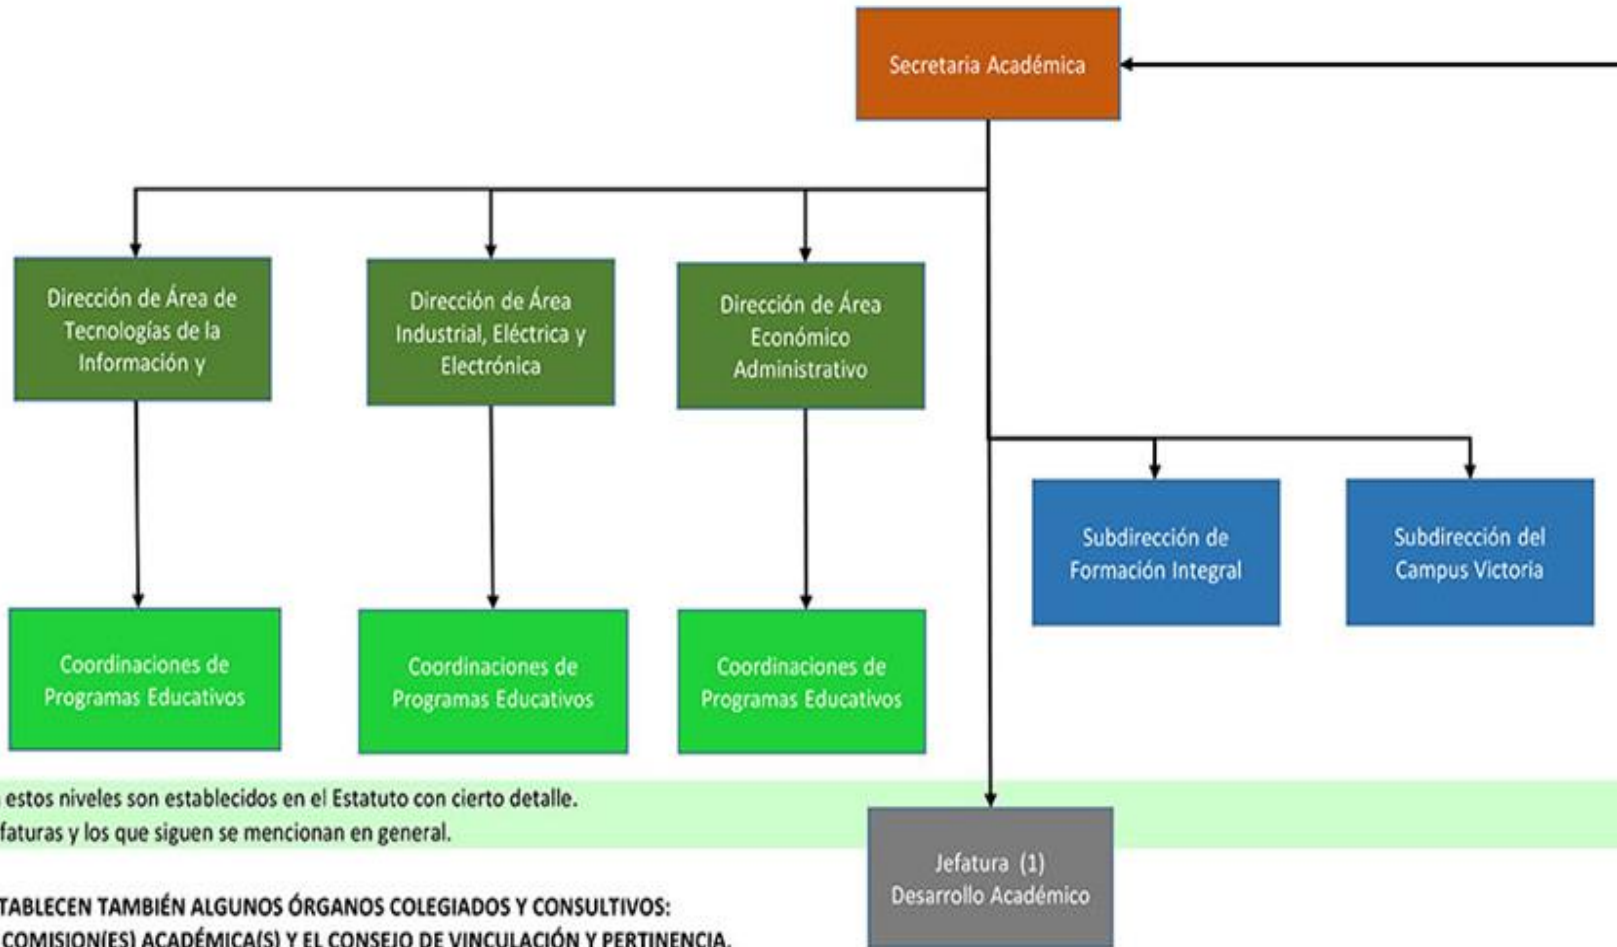 Secretaria Académica
Dirección de Área de
Tecnologías de la
Información y
Dirección de Área
Industrial, Eléctrica y
Electrónica
Dirección de Área
Económico
Administrativo
Subdirección de
Formación Integral
Subdirección del
Campus Victoria
Coordinaciones de
Programas Educativos
Coordinaciones de
Programas Educativos
Coordinaciones de
Programas Educativos
estos niveles son establecidos en el Estatuto con cierto detalle.
faturas y los que siguen se mencionan en general.
Jefatura (1)
Desarrollo Académico
TABLECEN TAMBIÉN ALGUNOS ÓRGANOS COLEGIADOS Y CONSULTIVOS:
COMISION(ES) ACADÉMICA(S) Y EL CONSEJO DE VINCULACIÓN Y PERTINENCIA.